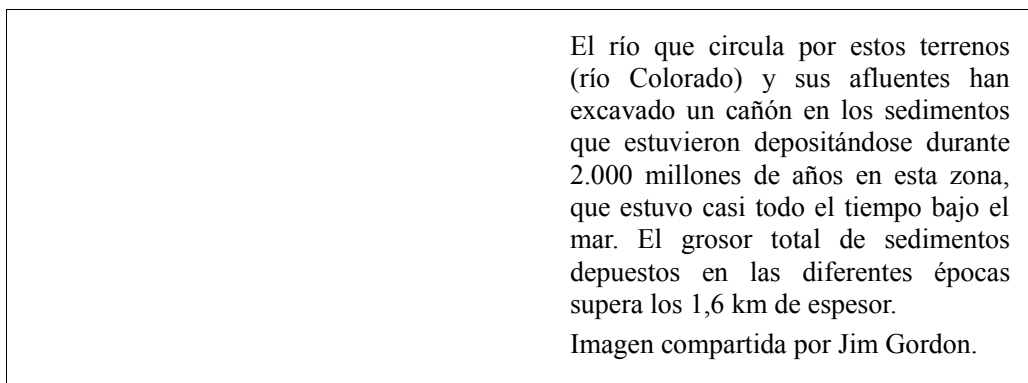 El río que circula por estos terrenos
(río Colorado) y sus afluentes han
excavado un cañón en los sedimentos
que estuvieron depositándose durante
2.000 millones de años en esta zona,
que estuvo casi todo el tiempo bajo el
mar. El grosor total de sedimentos
depuestos en las diferentes épocas
supera los 1,6 km de espesor.
Imagen compartida por Jim Gordon.